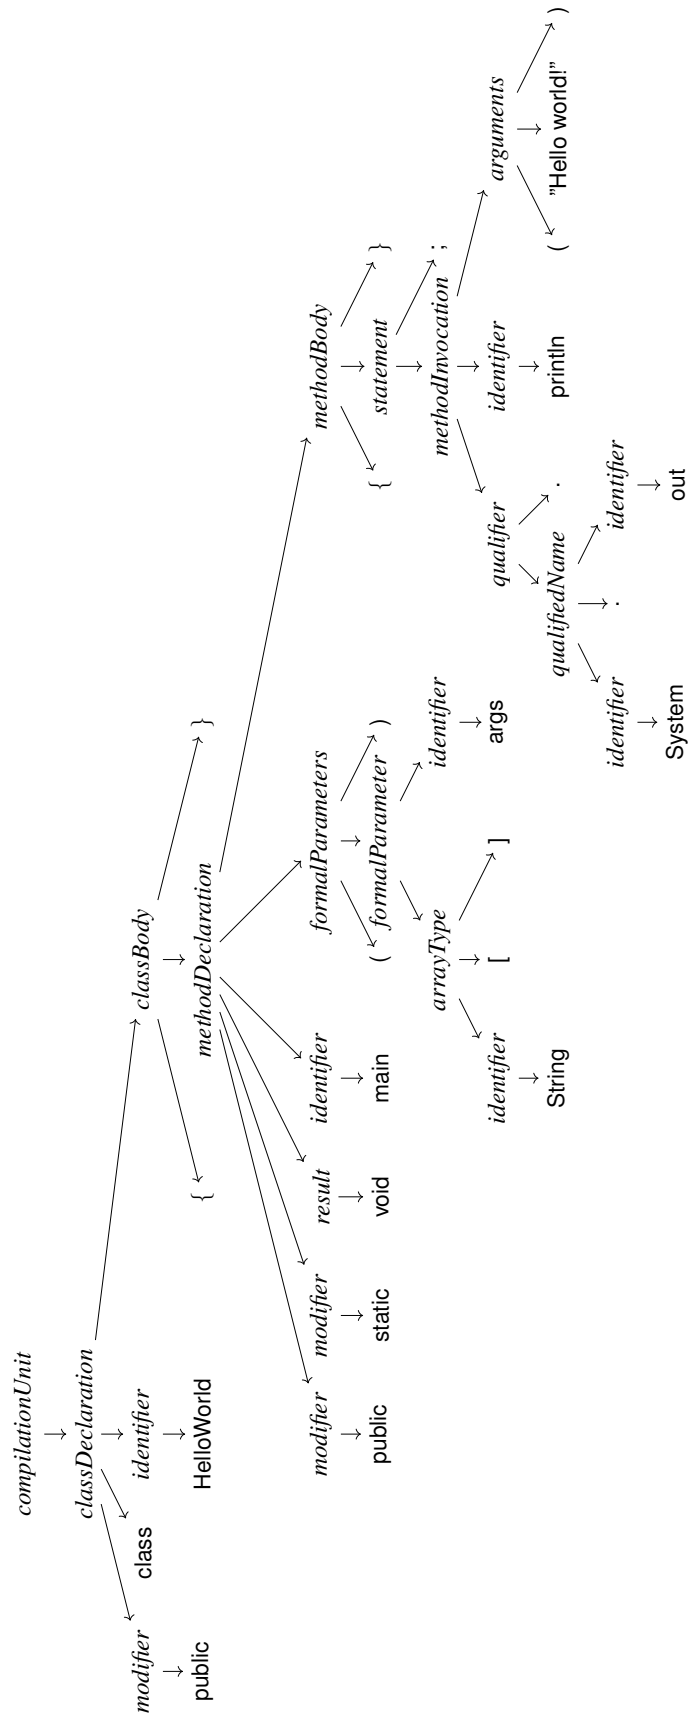 compilationUnit
classDeclaration
modifier
class
identifier
classBody
public
HelloWorld
{
methodDeclaration
}
modifier
modifier
result
identifier
formalParameters
methodBody
public
static
void
main
(
formalParameter
)
{
statement
}
arrayType
identifier
methodInvocation
;
identifier
[
]
args
qualifier
identifier
arguments
String
qualifiedName
.
println
(
”Hello world!”
)
identifier
.
identifier
System
out